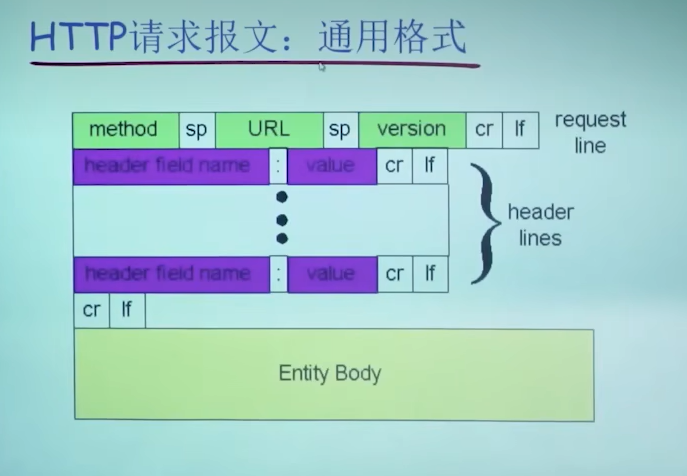 HTTP请求报文：通用格式
method sp URL sp version cr lf
request
line
header field name : value cr lf
header
lines
header field name : value cr lf
cr lf
Entity Body